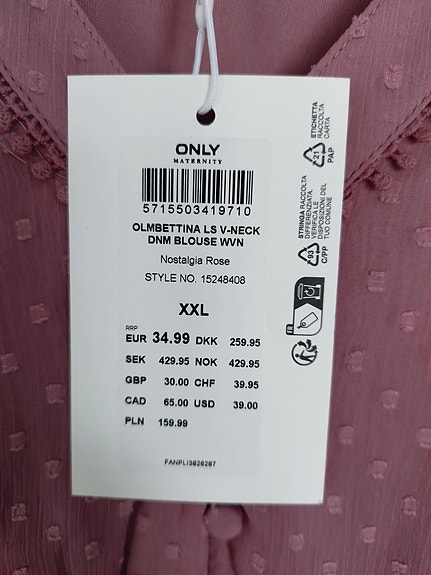 ONLY
MATERNITY
5715503419710
OLMBETTINA LS V-NECK
DNM BLOUSE WVN
Nostalgia Rose
STYLE NO. 15248408
XXL
RRP
EUR 34.99 DKK 259.95
SEK 429.95 NOK 429.95
GBP 30.00 CHF 39.95
CAD 65.00 USD 39.00
PLN 159.99
FANPLI3826287
ETICHETTA
RACCOLTA
CARTA
21
PAP
STRINGA RACCOLTA
DIFFERENZIATA.
VERIFICA LE
DISPOSIZIONI DEL
TUO COMUNE
93
C/PP
FR